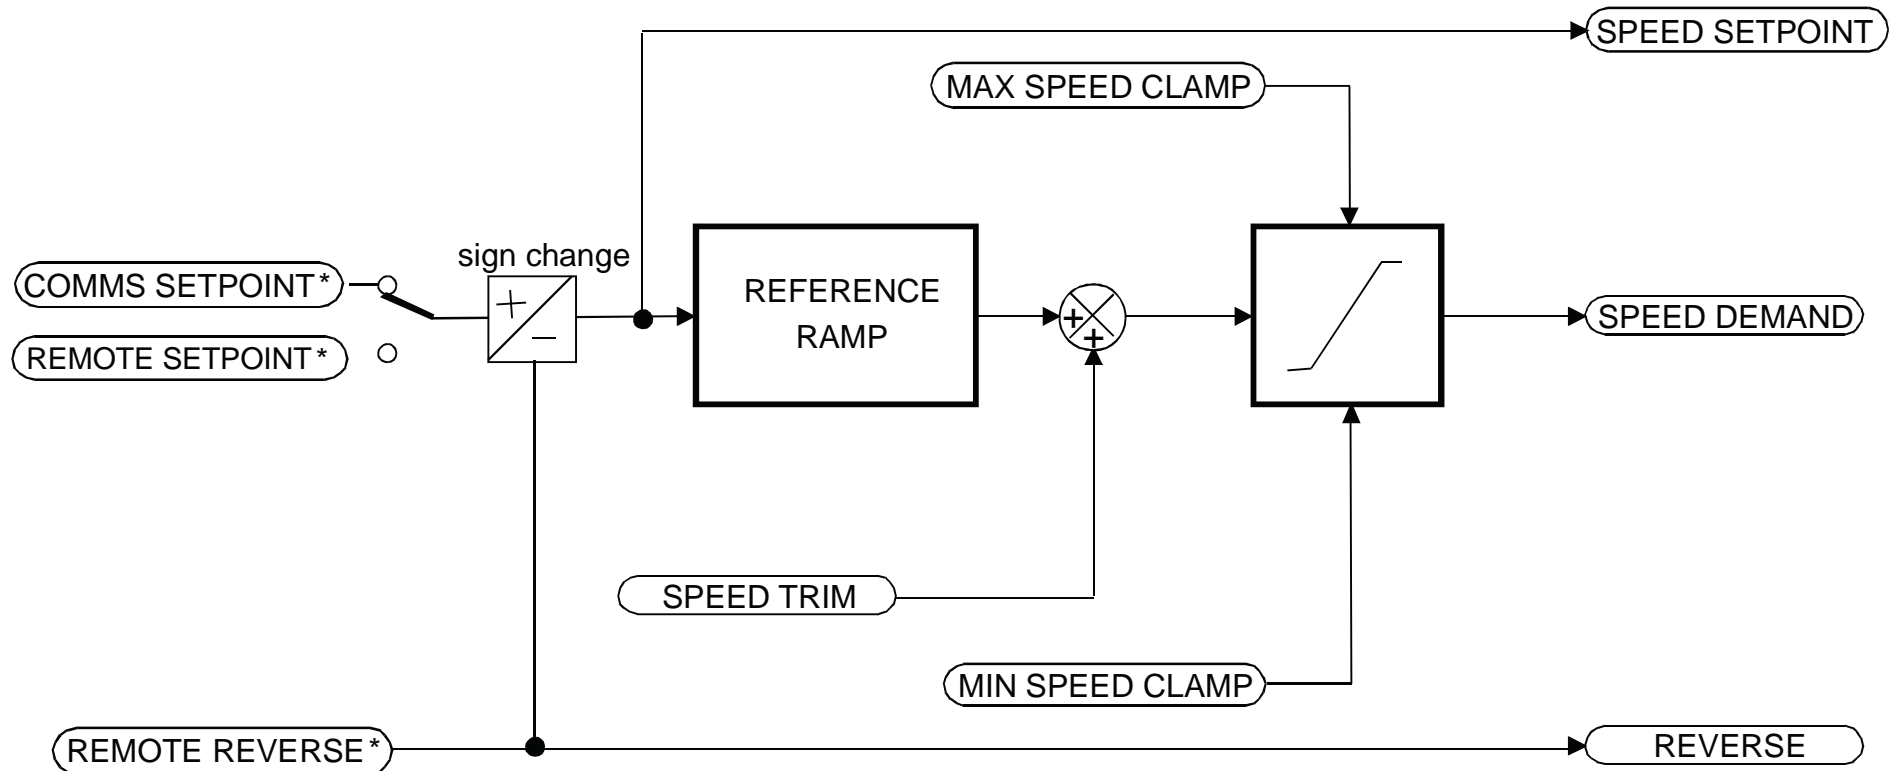 SPEED SETPOINT
MAX SPEED CLAMP
sign change
COMMS SETPOINT*
REMOTE SETPOINT*
+
−
REFERENCE
RAMP
+
+
SPEED DEMAND
SPEED TRIM
MIN SPEED CLAMP
REMOTE REVERSE*
REVERSE